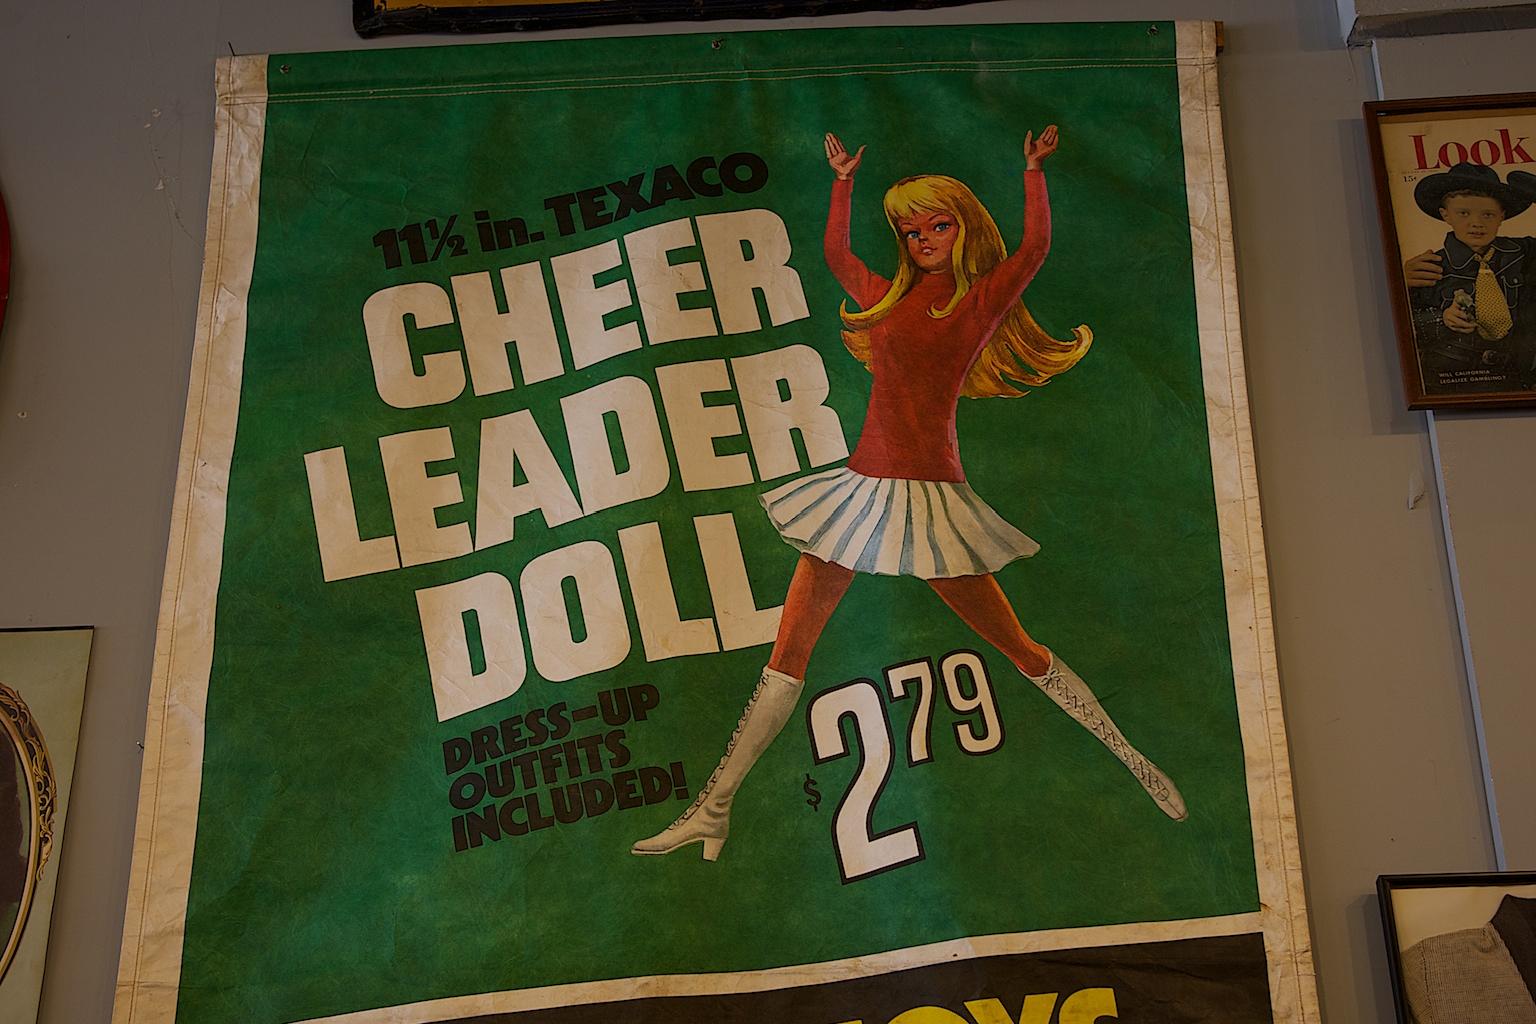 11½ in. TEXACO
CHEER
LEADER
DOLL
DRESS-UP
OUTFITS
INCLUDED!
$2.79
TOYS
Look
15¢
WILL CALIFORNIA
LEGALIZE GAMBLING?